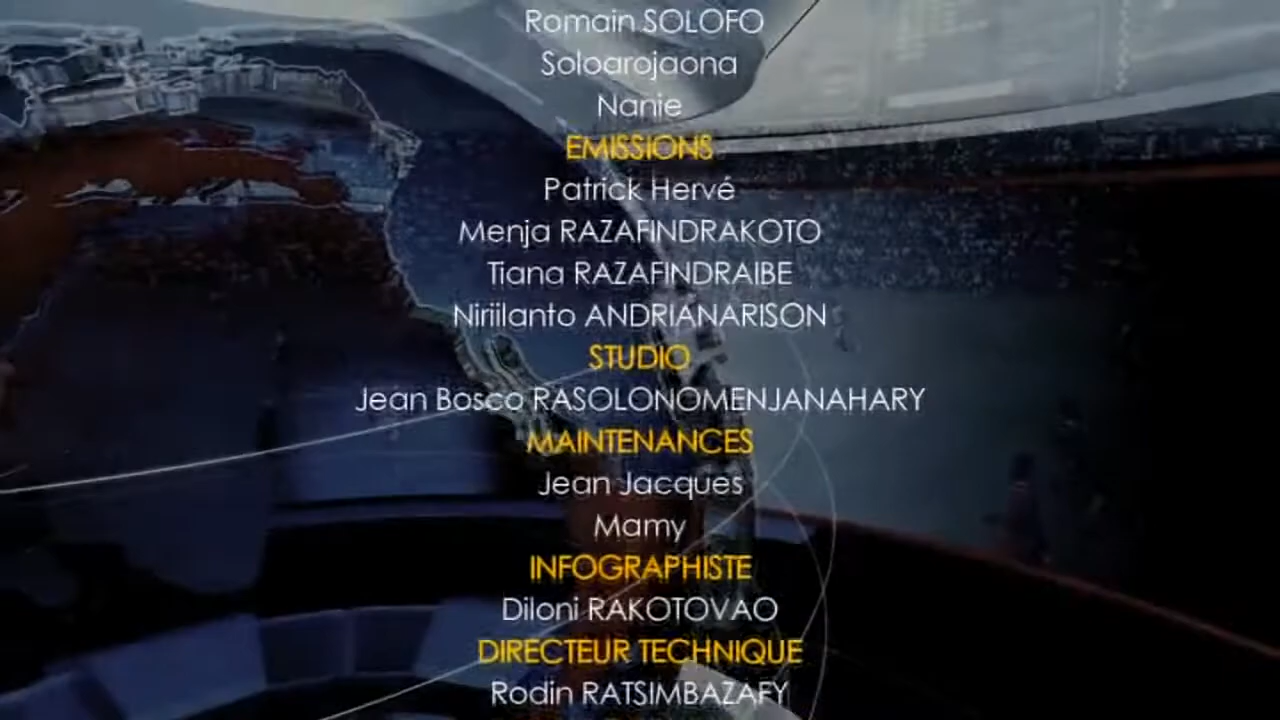 Romain SOLOFO
Soloarojaona
Nanie
EMISSIONS
Patrick Hervé
Menja RAZAFINDRAKOTO
Tiana RAZAFINDRAIBE
Niriilanto ANDRIANARISON
STUDIO
Jean Bosco RASOLONOMENJANAHARY
MAINTENANCES
Jean Jacques
Mamy
INFOGRAPHISTE
Diloni RAKOTOVAO
DIRECTEUR TECHNIQUE
Rodin RATSIMBAZAFY